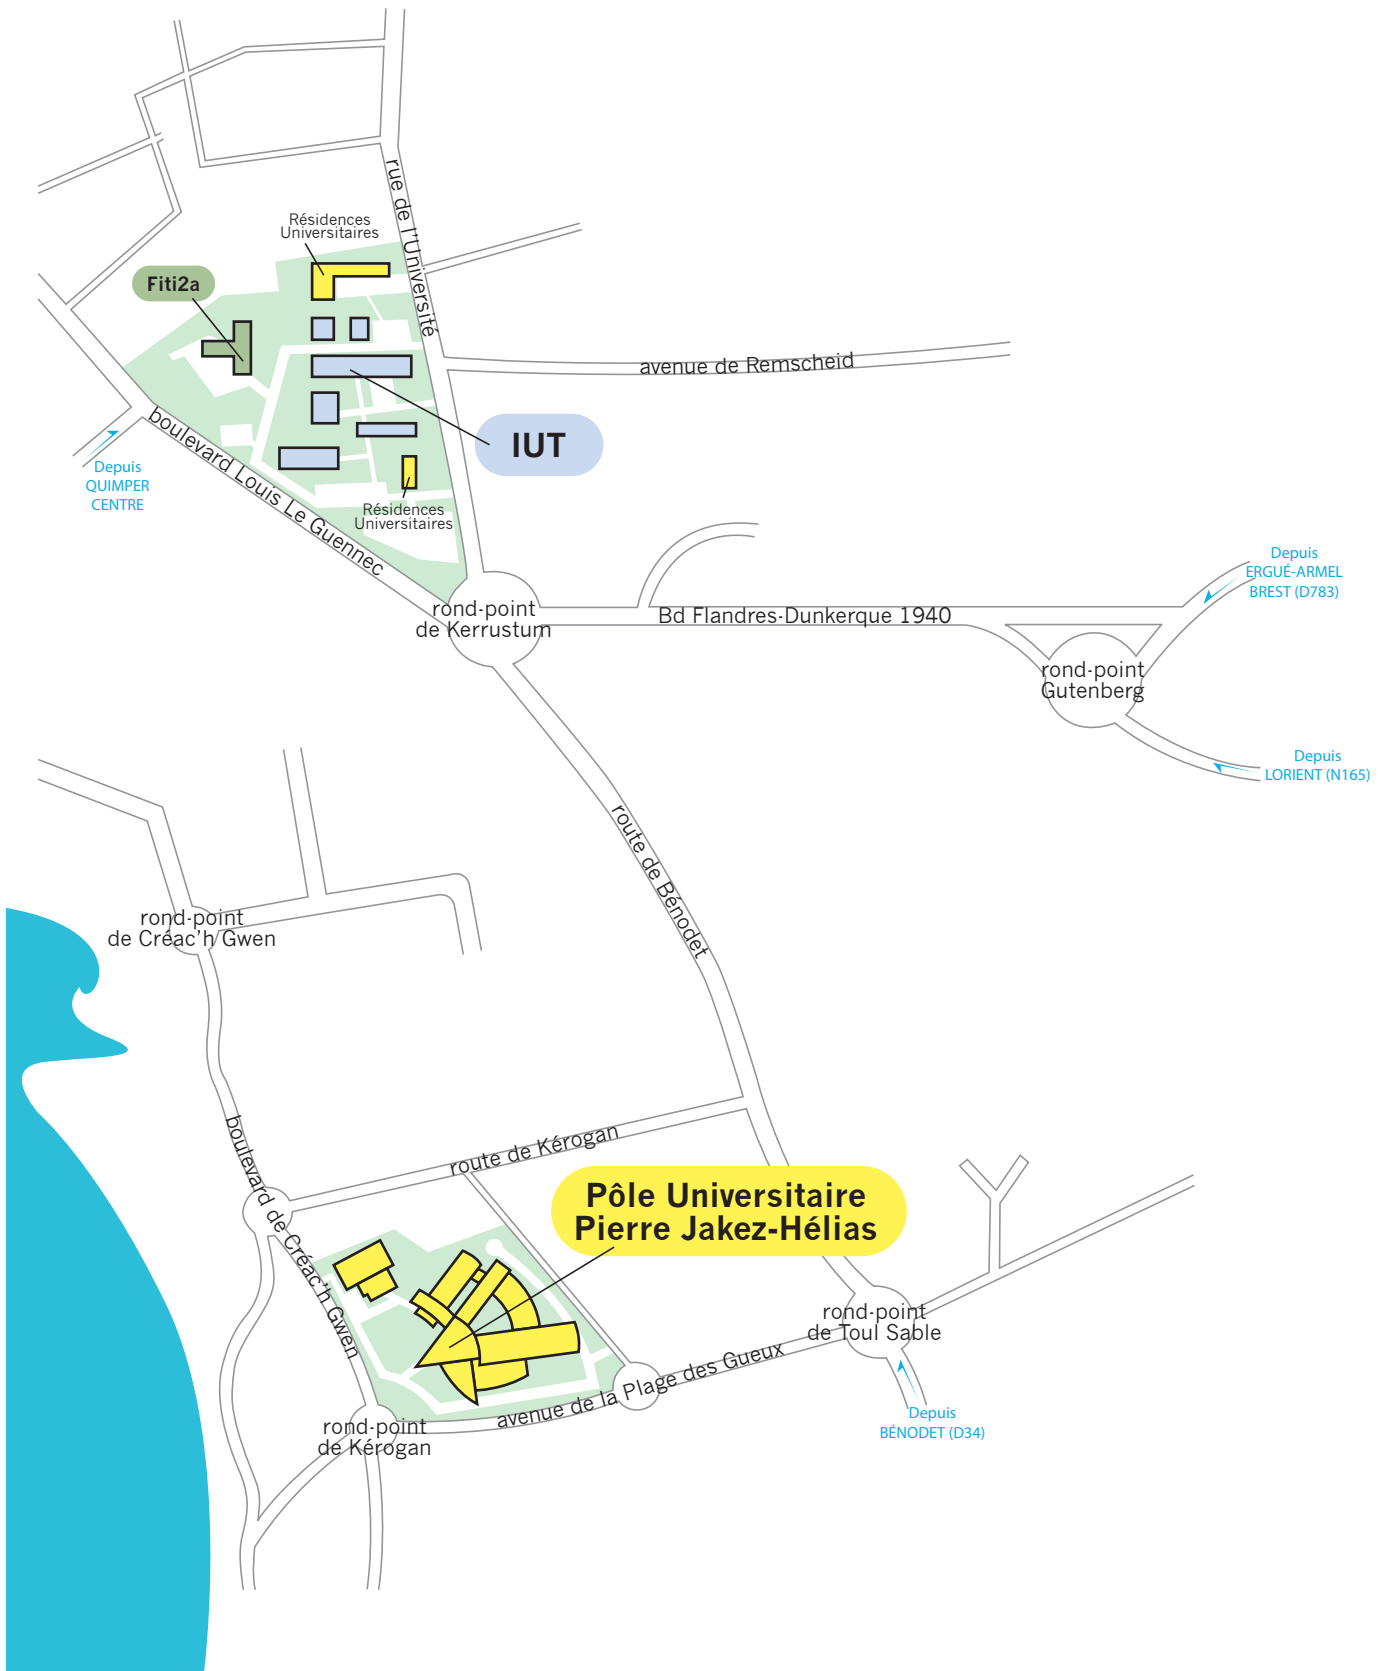 rue de l'Université
Résidences
Universitaires
Fiti2a
avenue de Remscheid
IUT
boulevard Louis Le Guennec
Depuis
QUIMPER
CENTRE
Résidences
Universitaires
Depuis
ERGUÉ-ARMEL
BREST (D783)
rond-point
de Kerrustum
Bd Flandres-Dunkerque 1940
rond-point
Gutenberg
Depuis
LORIENT (N165)
route de Bénodet
rond-point
de Créac'h Gwen
boulevard de Créac'h Gwen
route de Kérogan
Pôle Universitaire
Pierre Jakez-Hélias
rond-point
de Toul Sable
avenue de la Plage des Gueux
rond-point
de Kérogan
Depuis
BÉNODET (D34)